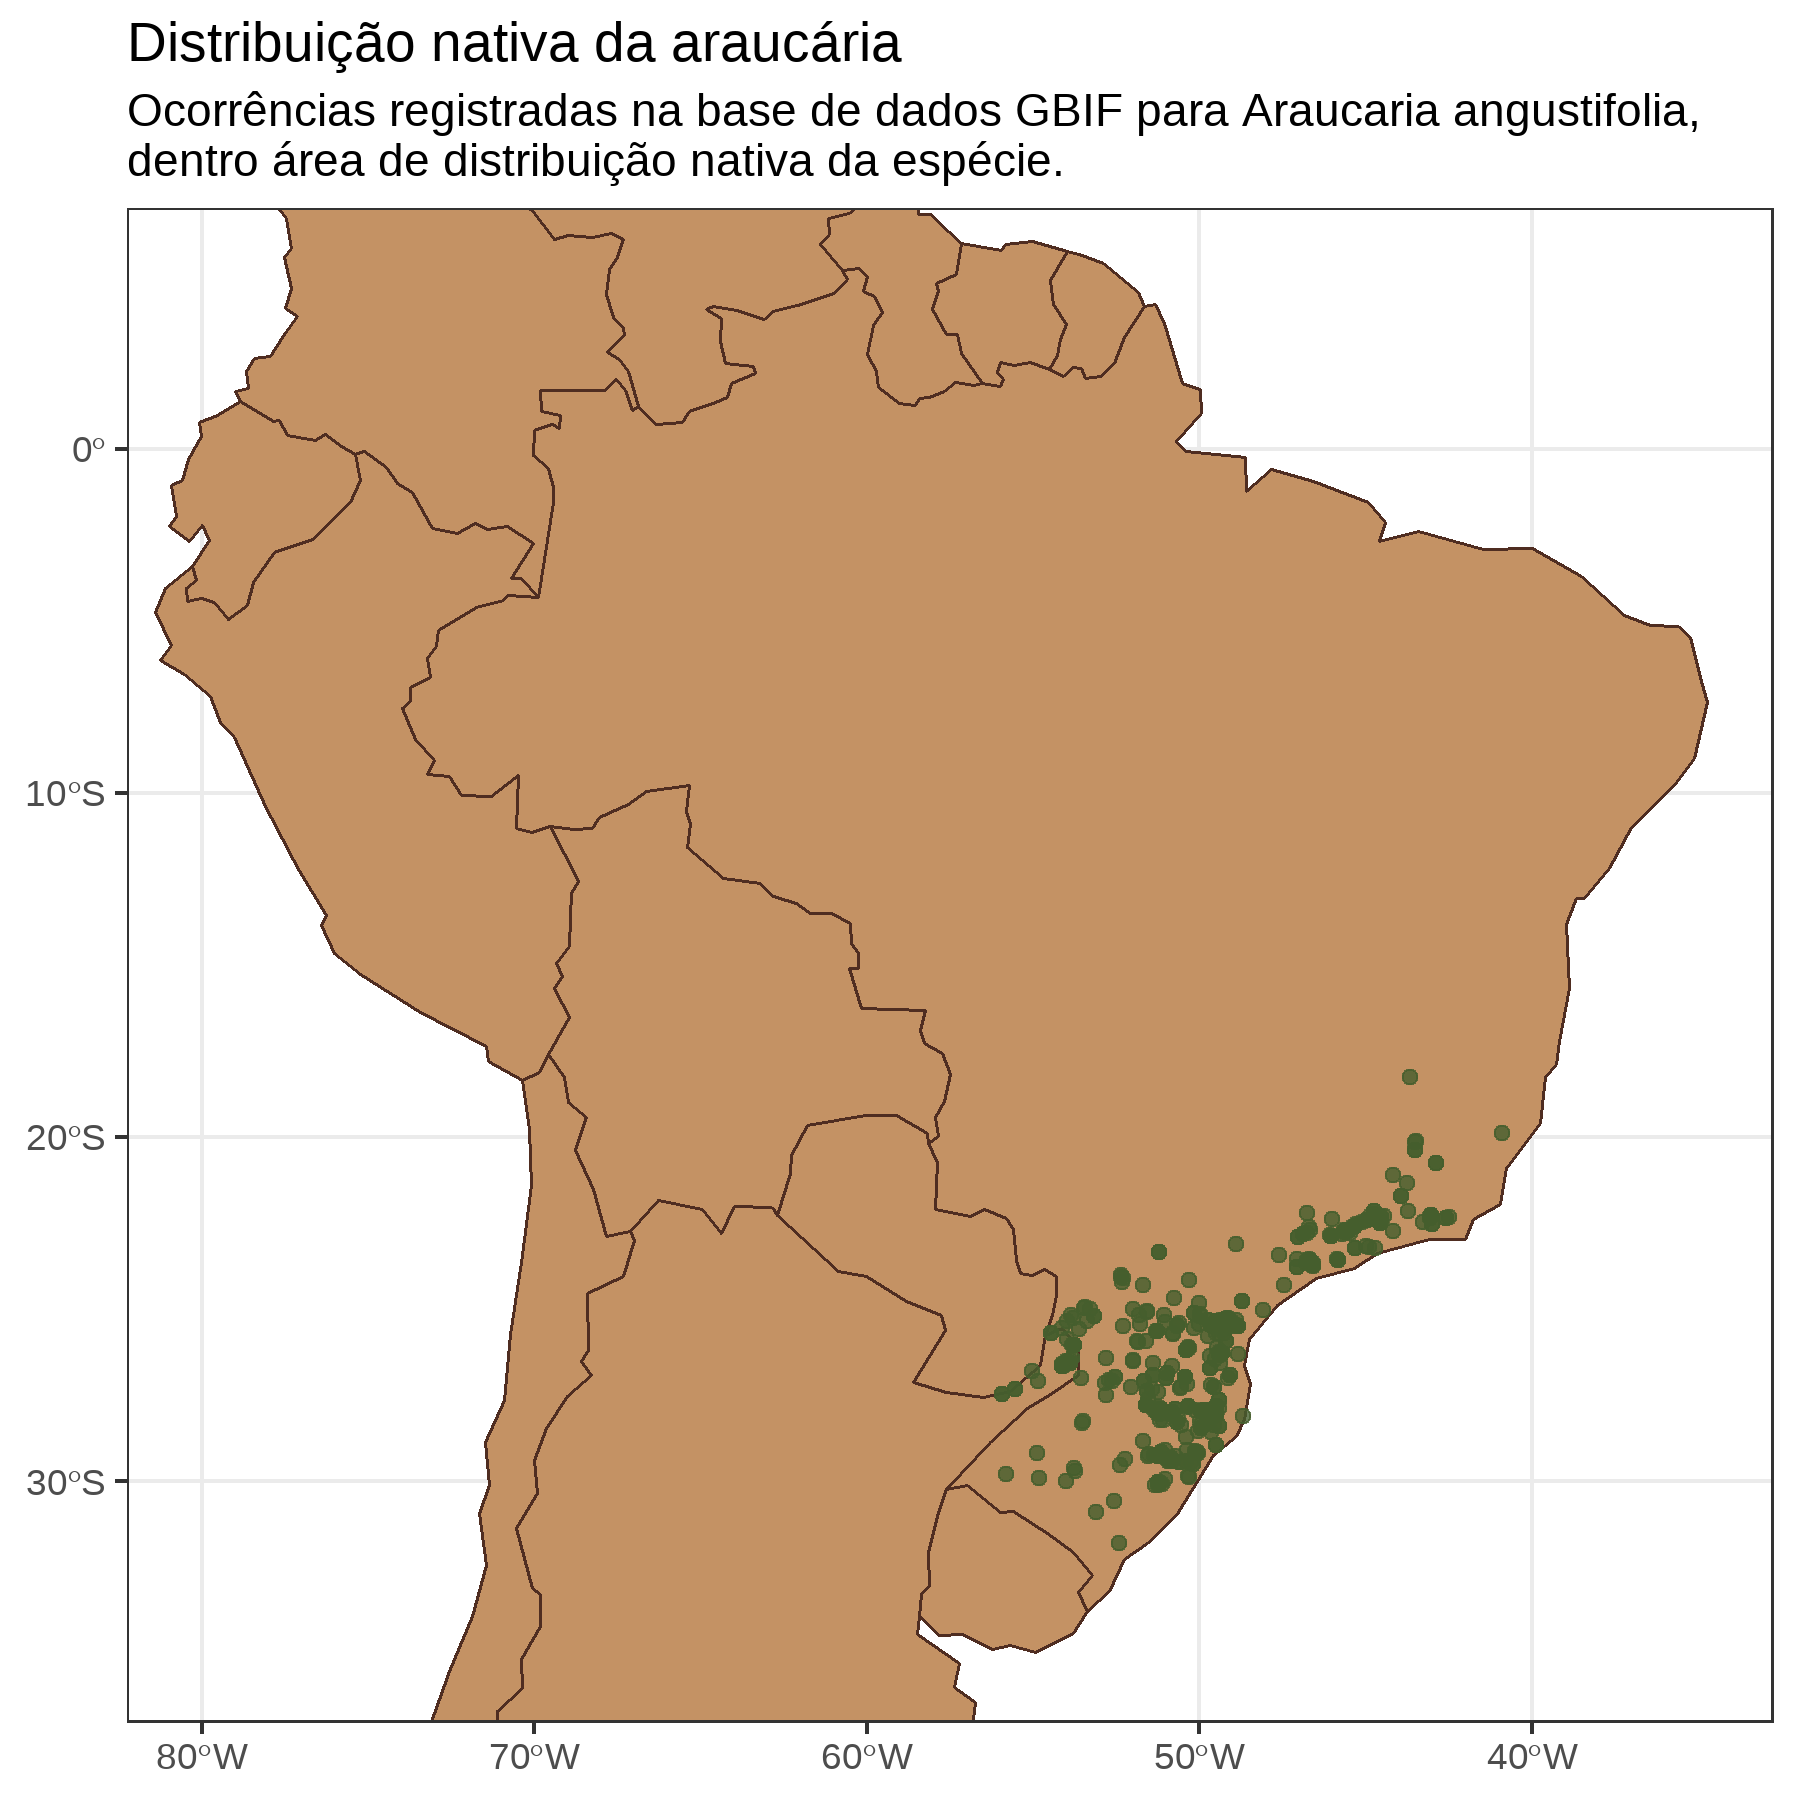 Distribuição nativa da araucária
Ocorrências registradas na base de dados GBIF para Araucaria angustifolia,
dentro área de distribuição nativa da espécie.
0°
10°S
20°S
30°S
80°W 70°W 60°W 50°W 40°W